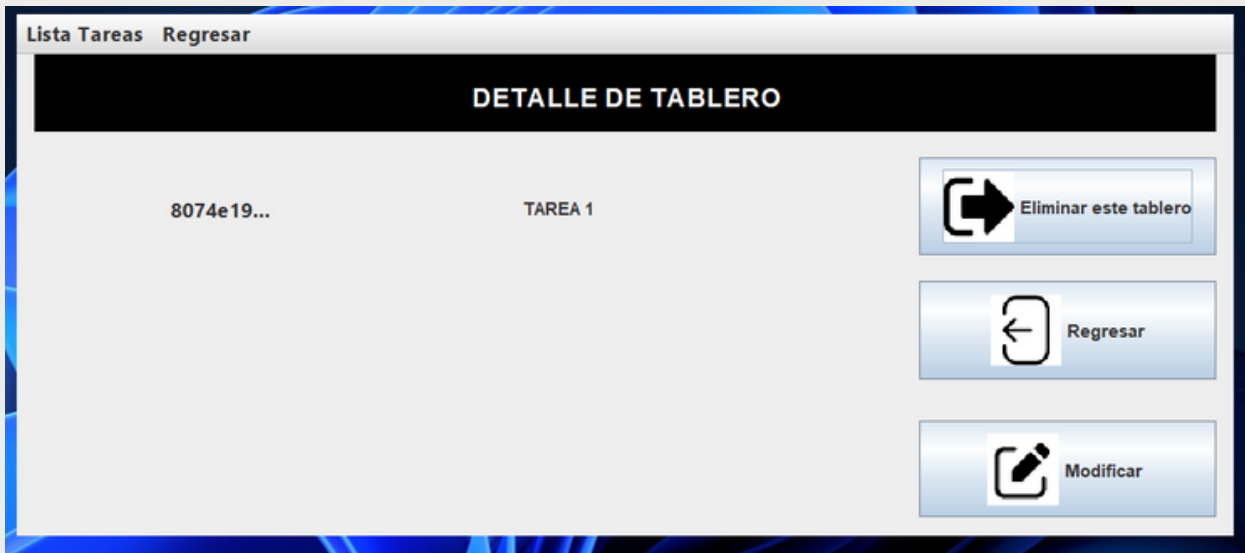 Lista Tareas Regresar
DETALLE DE TABLERO
8074e19... TAREA 1
Eliminar este tablero
Regresar
Modificar